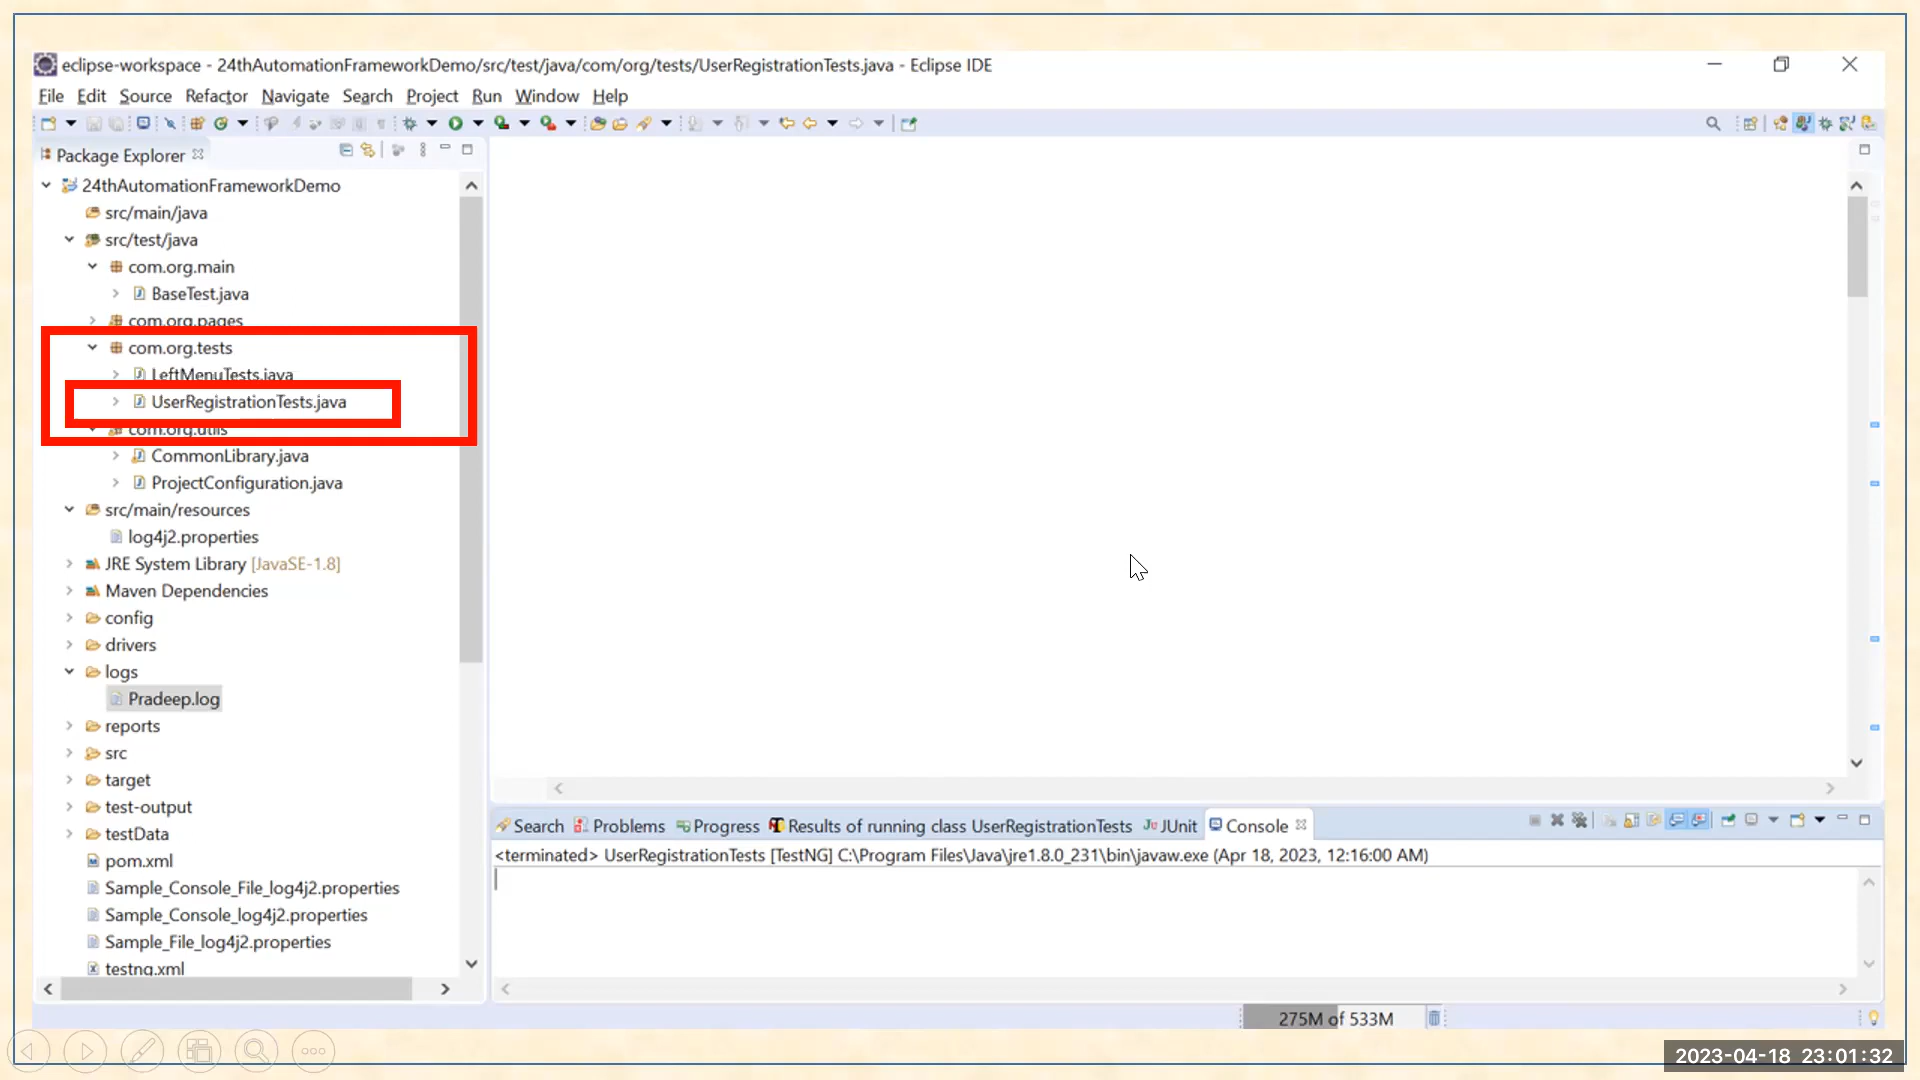 eclipse-workspace - 24thAutomationFrameworkDemo/src/test/java/com/org/tests/UserRegistrationTests.java - Eclipse IDE
File Edit Source Refactor Navigate Search Project Run Window Help
Package Explorer
24thAutomationFrameworkDemo
src/main/java
src/test/java
com.org.main
BaseTest.java
com.org.pages
com.org.tests
LeftMenuTests.java
UserRegistrationTests.java
com.org.utils
CommonLibrary.java
ProjectConfiguration.java
src/main/resources
log4j2.properties
JRE System Library [JavaSE-1.8]
Maven Dependencies
config
drivers
logs
Pradeep.log
reports
src
target
test-output
testData
pom.xml
Sample_Console_File_log4j2.properties
Sample_Console_log4j2.properties
Sample_File_log4j2.properties
testng.xml
Search Problems Progress Results of running class UserRegistrationTests JUnit Console
<terminated> UserRegistrationTests [TestNG] C:\Program Files\Java\jre1.8.0_231\bin\javaw.exe (Apr 18, 2023, 12:16:00 AM)
275M of 533M
2023-04-18 23:01:32